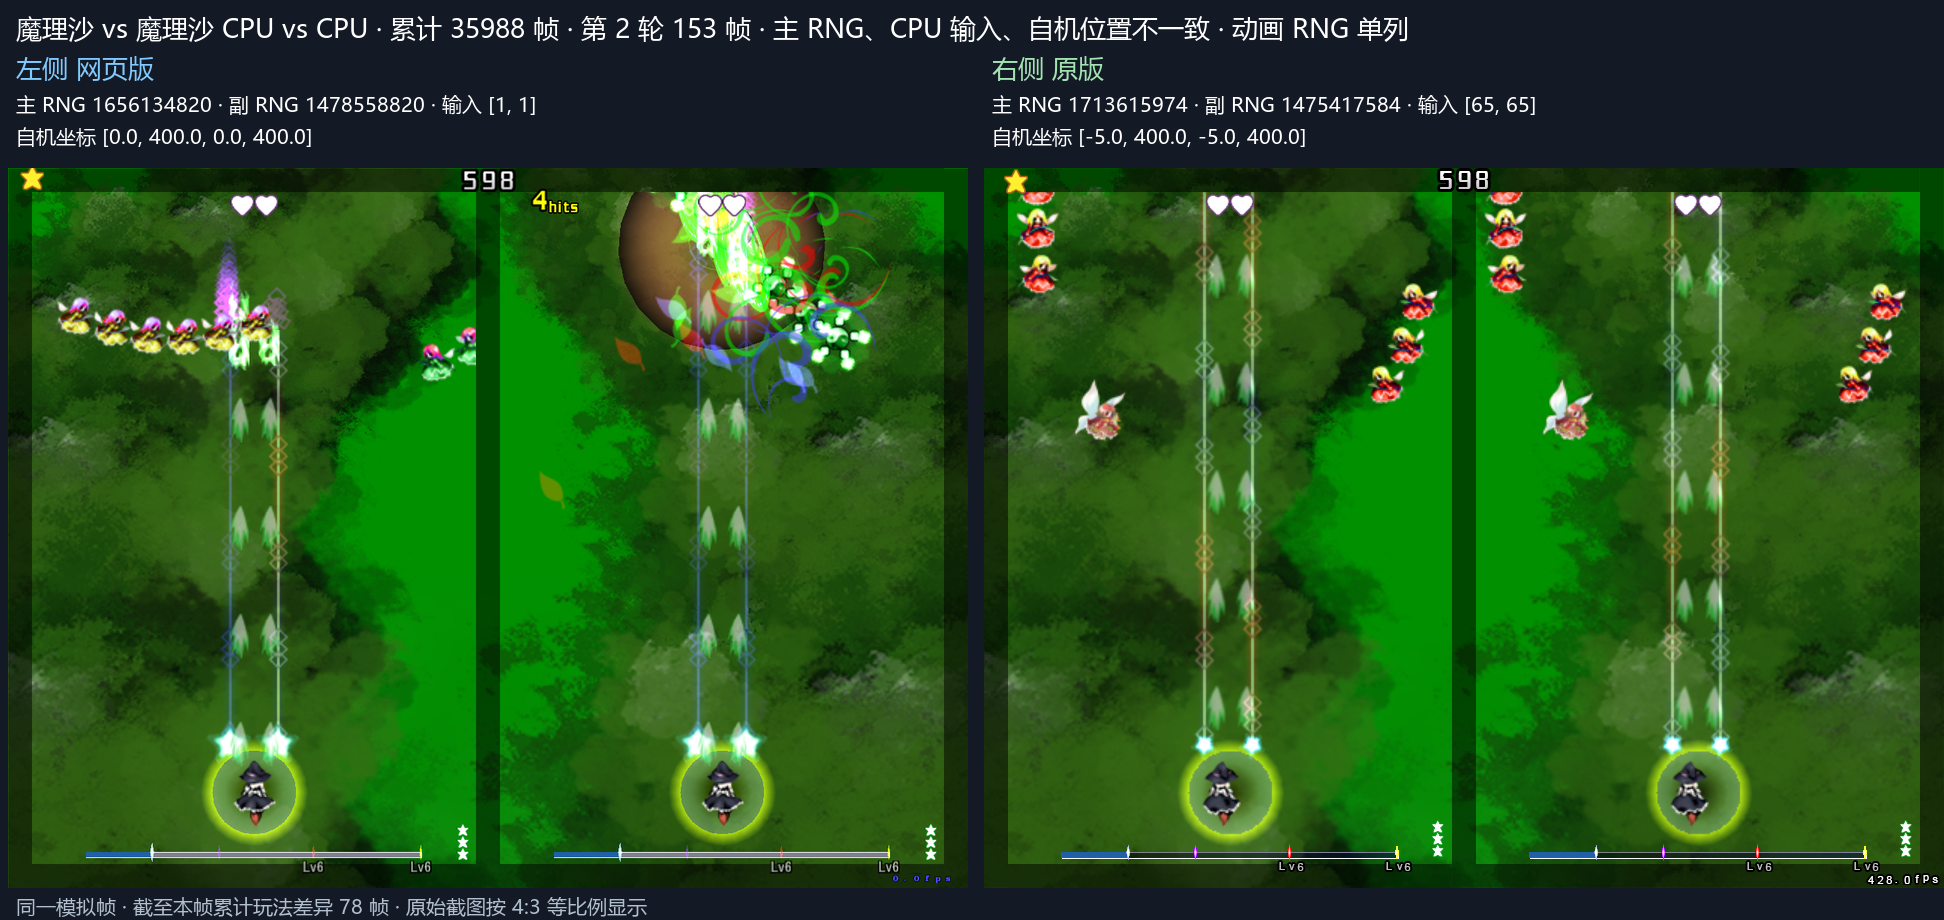 魔理沙 vs 魔理沙 CPU vs CPU · 累计 35988 帧 · 第 2 轮 153 帧 · 主 RNG、CPU 输入、自机位置不一致 · 动画 RNG 单列
左侧 网页版
主 RNG 1656134820 · 副 RNG 1478558820 · 输入 [1, 1]
自机坐标 [0.0, 400.0, 0.0, 400.0]
右侧 原版
主 RNG 1713615974 · 副 RNG 1475417584 · 输入 [65, 65]
自机坐标 [-5.0, 400.0, -5.0, 400.0]
598
4hits
Lv6
Lv6
Lv6
Lv6
0.0fps
598
Lv6
Lv6
Lv6
Lv6
428.0fps
同一模拟帧 · 截至本帧累计玩法差异 78 帧 · 原始截图按 4:3 等比例显示